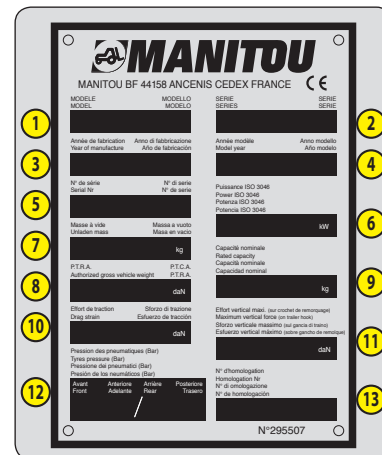 MANITOU
MANITOU BF 44158 ANCENIS CEDEX FRANCE CE
MODELE MODELLO
MODEL MODELO
1
SERIE SERIE
SERIES SERIE
2
Année de fabrication Anno di fabbricazione
Year of manufacture Año de fabricación
3
Année modèle Anno modello
Model year Año modelo
4
N° de série N° di serie
Serial Nr N° de serie
5
Puissance ISO 3046
Power ISO 3046
Potenza ISO 3046
Potencia ISO 3046
kW
6
Masse à vide Massa a vuoto
Unladen mass Masa en vacio
kg
7
P.T.R.A. P.T.C.A.
Authorized gross vehicle weight P.T.R.A.
daN
8
Capacité nominale
Rated capacity
Capacità nominale
Capacidad nominal
kg
9
Effort de traction Sforzo di trazione
Drag strain Esfuerzo de tracción
daN
10
Effort vertical maxi. (sur crochet de remorquage)
Maximum vertical force (on trailer hook)
Sforzo verticale massimo (sul gancio di traino)
Esfuerzo vertical máximo (sobre gancho de remolque)
daN
11
Pression des pneumatiques (Bar)
Tyres pressure (Bar)
Pressione dei pneumatici (Bar)
Presión de los neumáticos (Bar)
Avant Anteriore Arrière Posteriore
Front Adelante Rear Trasero
/
12
N° d'homologation
Homologation Nr
N° di omologazione
N° de homologación
13
N°295507